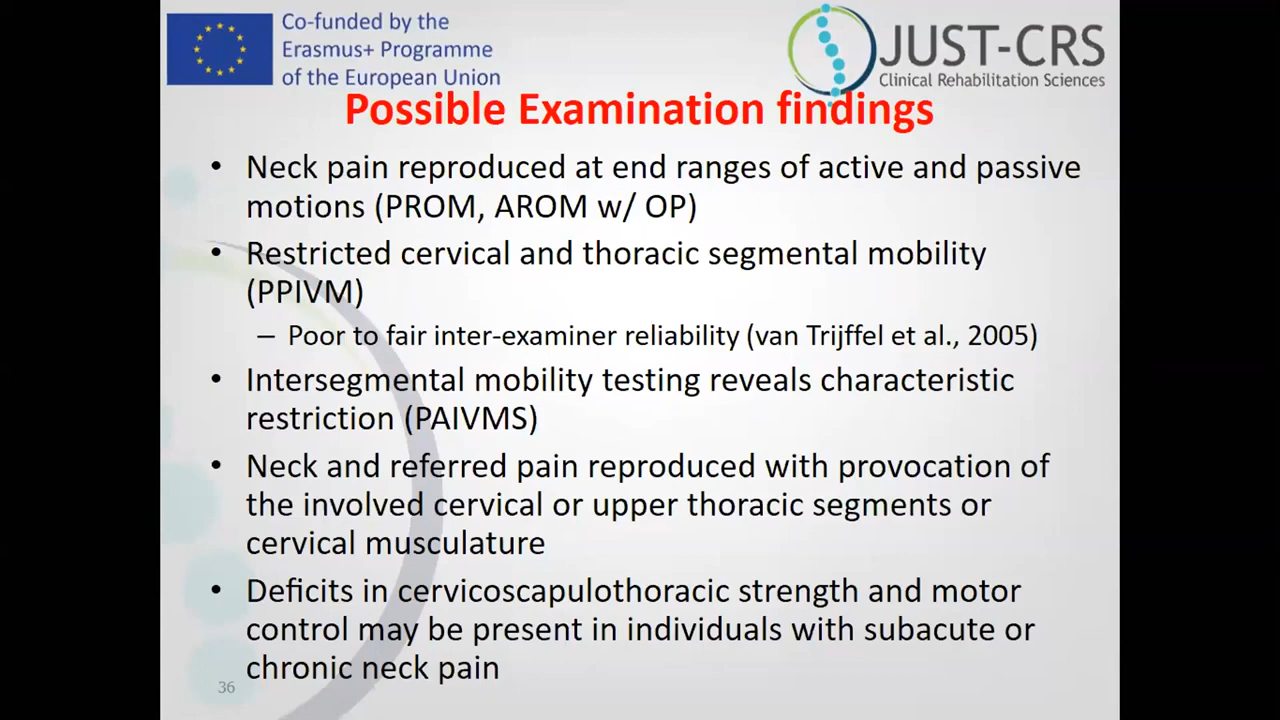 Co-funded by the
Erasmus+ Programme
of the European Union
JUST-CRS
Clinical Rehabilitation Sciences
Possible Examination findings
• Neck pain reproduced at end ranges of active and passive
motions (PROM, AROM w/ OP)
• Restricted cervical and thoracic segmental mobility
(PPIVM)
– Poor to fair inter-examiner reliability (van Trijffel et al., 2005)
• Intersegmental mobility testing reveals characteristic
restriction (PAIVMS)
• Neck and referred pain reproduced with provocation of
the involved cervical or upper thoracic segments or
cervical musculature
• Deficits in cervicoscapulothoracic strength and motor
control may be present in individuals with subacute or
chronic neck pain
36